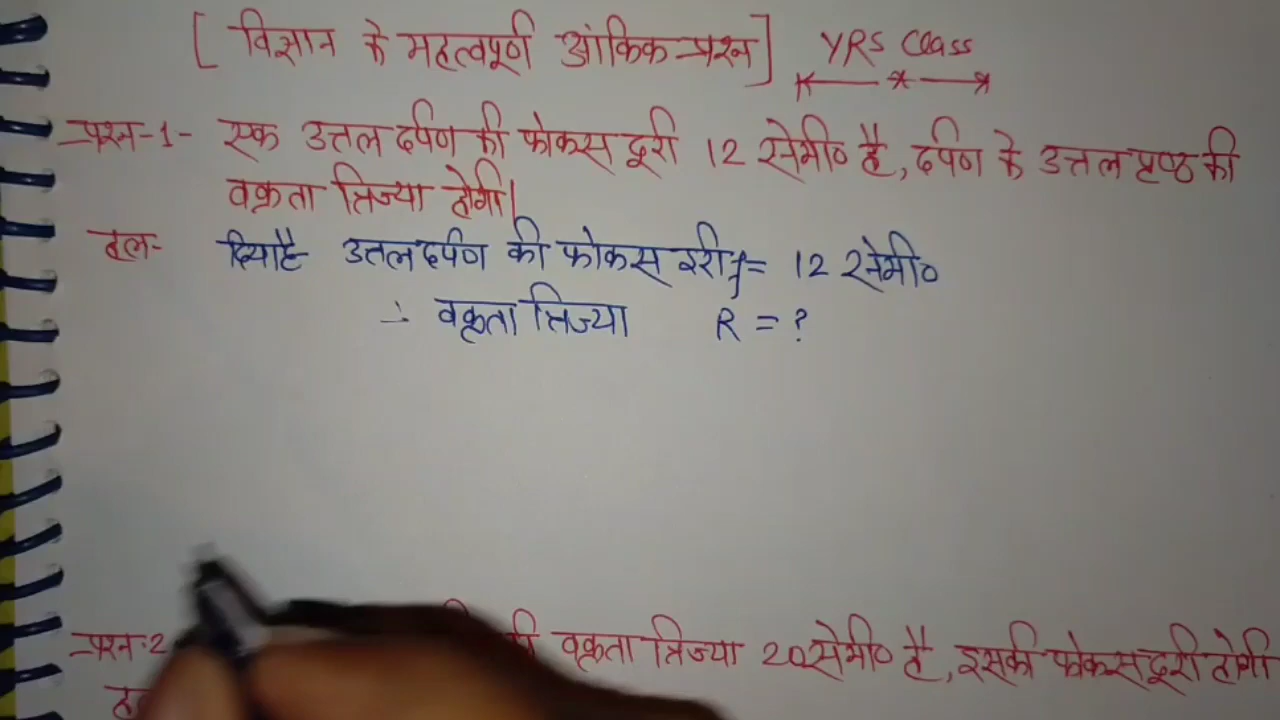 [ विज्ञान के महत्वपूर्ण आंकिक प्रश्न ] YRS Class
प्रश्न-1- एक उत्तल दर्पण की फोकस दूरी 12 सेमी० है, दर्पण के उत्तल पृष्ठ की
वक्रता त्रिज्या होगी।
हल:- दिया है उत्तल दर्पण की फोकस दूरी f = 12 सेमी०
∴ वक्रता त्रिज्या R = ?
प्रश्न:2 की वक्रता त्रिज्या 20 सेमी० है, इसकी फोकस दूरी होगी